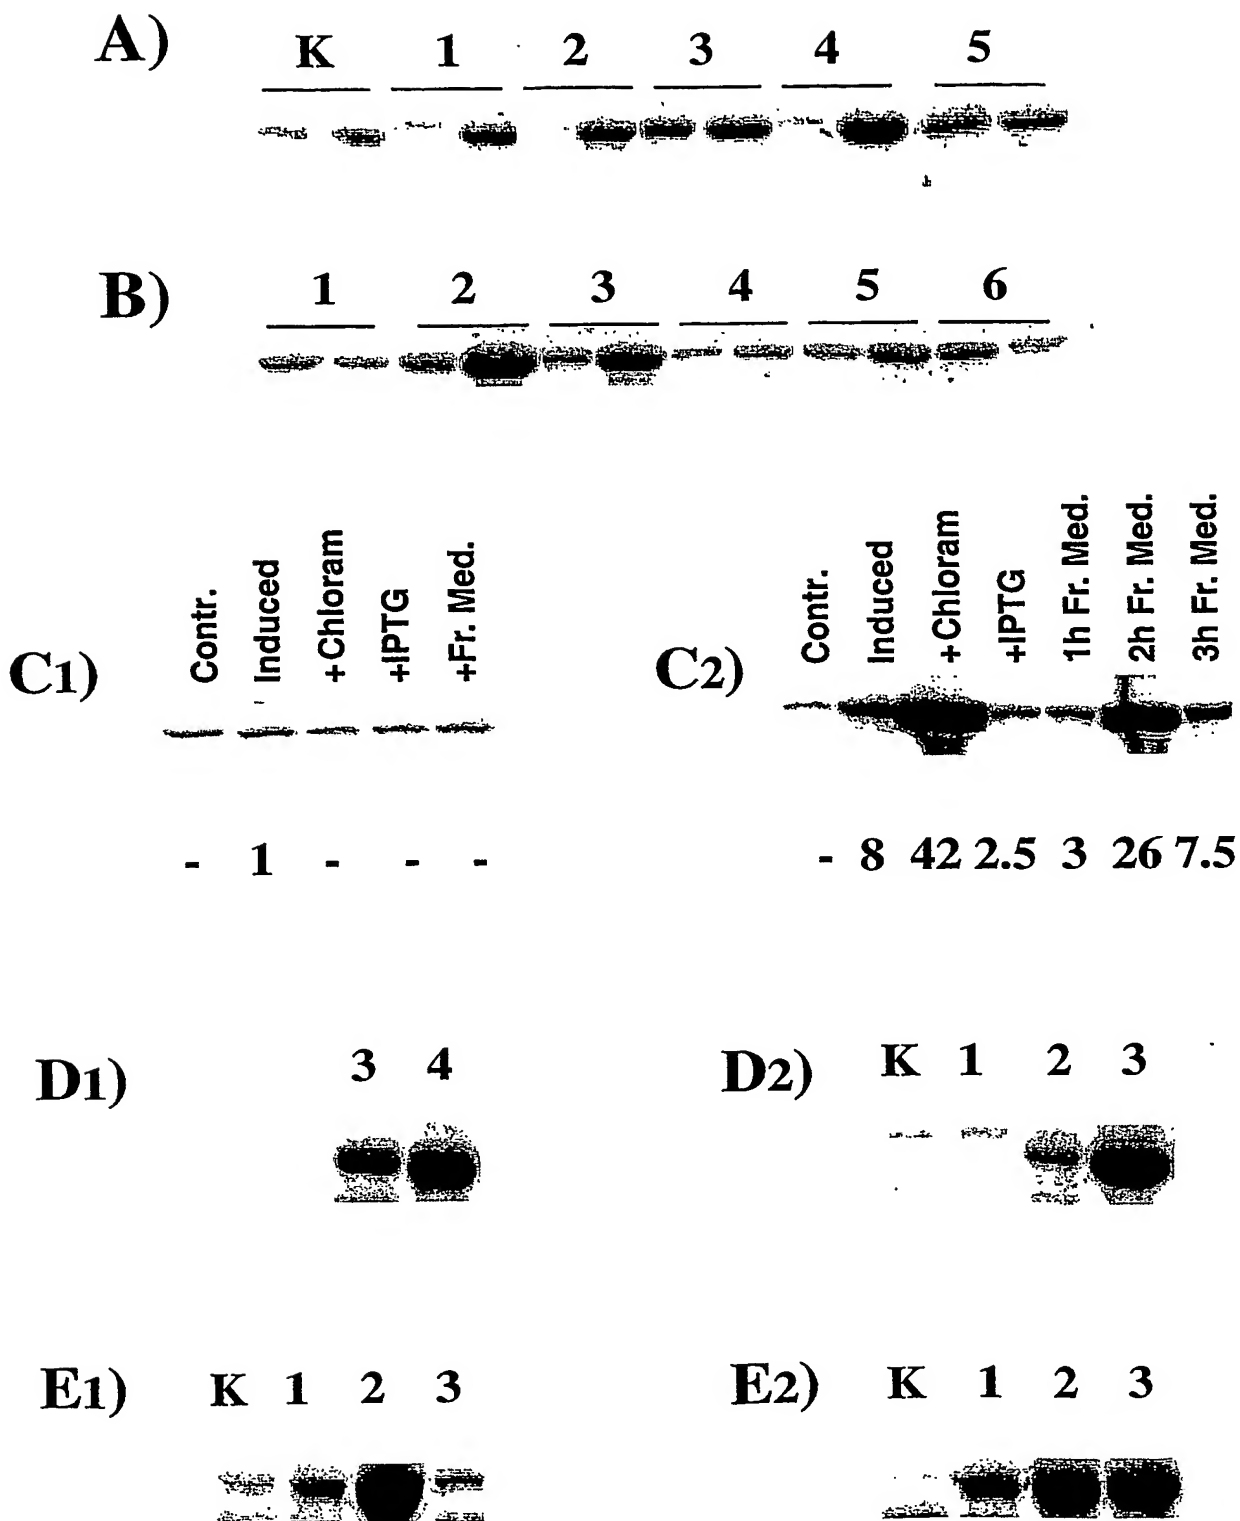 A) K 1 2 3 4 5
B) 1 2 3 4 5 6
C1) Contr. Induced +Chloram +IPTG +Fr. Med.
- 1 - - -
C2) Contr. Induced +Chloram +IPTG 1h Fr. Med. 2h Fr. Med. 3h Fr. Med.
- 8 42 2.5 3 26 7.5
D1) 3 4
D2) K 1 2 3
E1) K 1 2 3
E2) K 1 2 3